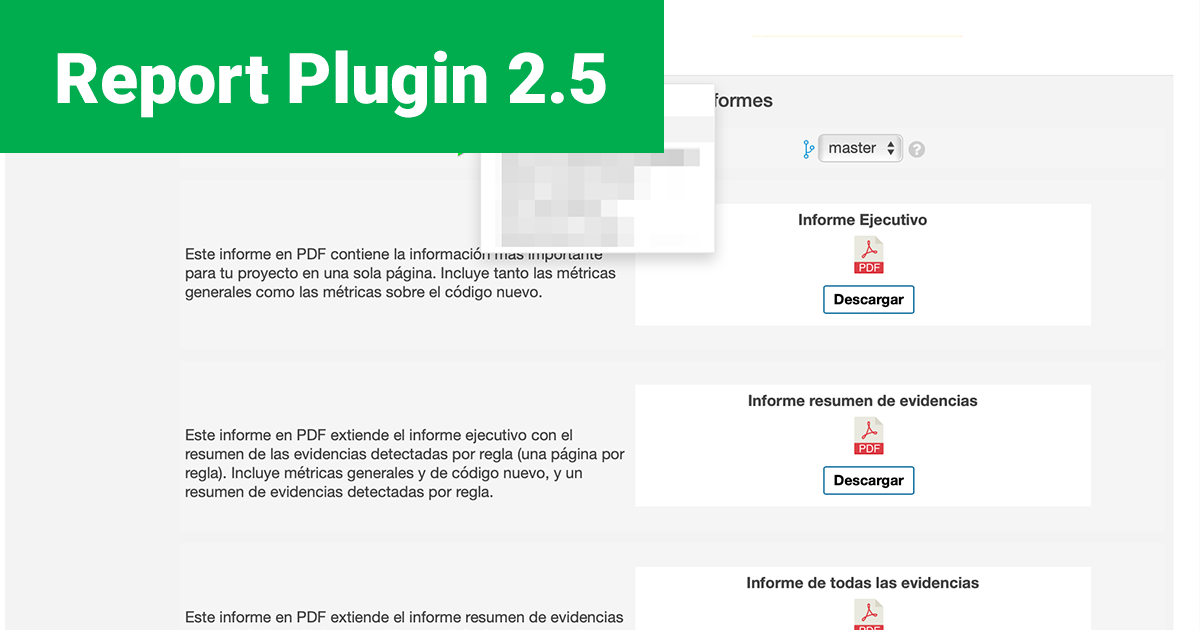 Report Plugin 2.5
formes
master
?
Informe Ejecutivo
PDF
Descargar
Este informe en PDF contiene la información más importante
para tu proyecto en una sola página. Incluye tanto las métricas
generales como las métricas sobre el código nuevo.
Informe resumen de evidencias
PDF
Descargar
Este informe en PDF extiende el informe ejecutivo con el
resumen de las evidencias detectadas por regla (una página por
regla). Incluye métricas generales y de código nuevo, y un
resumen de evidencias detectadas por regla.
Informe de todas las evidencias
PDF
Este informe en PDF extiende el informe resumen de evidencias